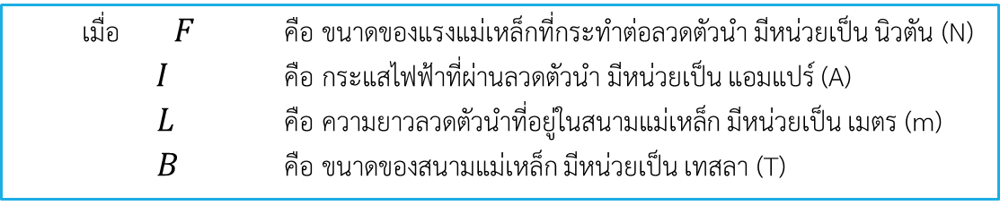 เมื่อ F คือ ขนาดของแรงแม่เหล็กที่กระทำต่อลวดตัวนำ มีหน่วยเป็น นิวตัน (N)
I คือ กระแสไฟฟ้าที่ผ่านลวดตัวนำ มีหน่วยเป็น แอมแปร์ (A)
L คือ ความยาวลวดตัวนำที่อยู่ในสนามแม่เหล็ก มีหน่วยเป็น เมตร (m)
B คือ ขนาดของสนามแม่เหล็ก มีหน่วยเป็น เทสลา (T)